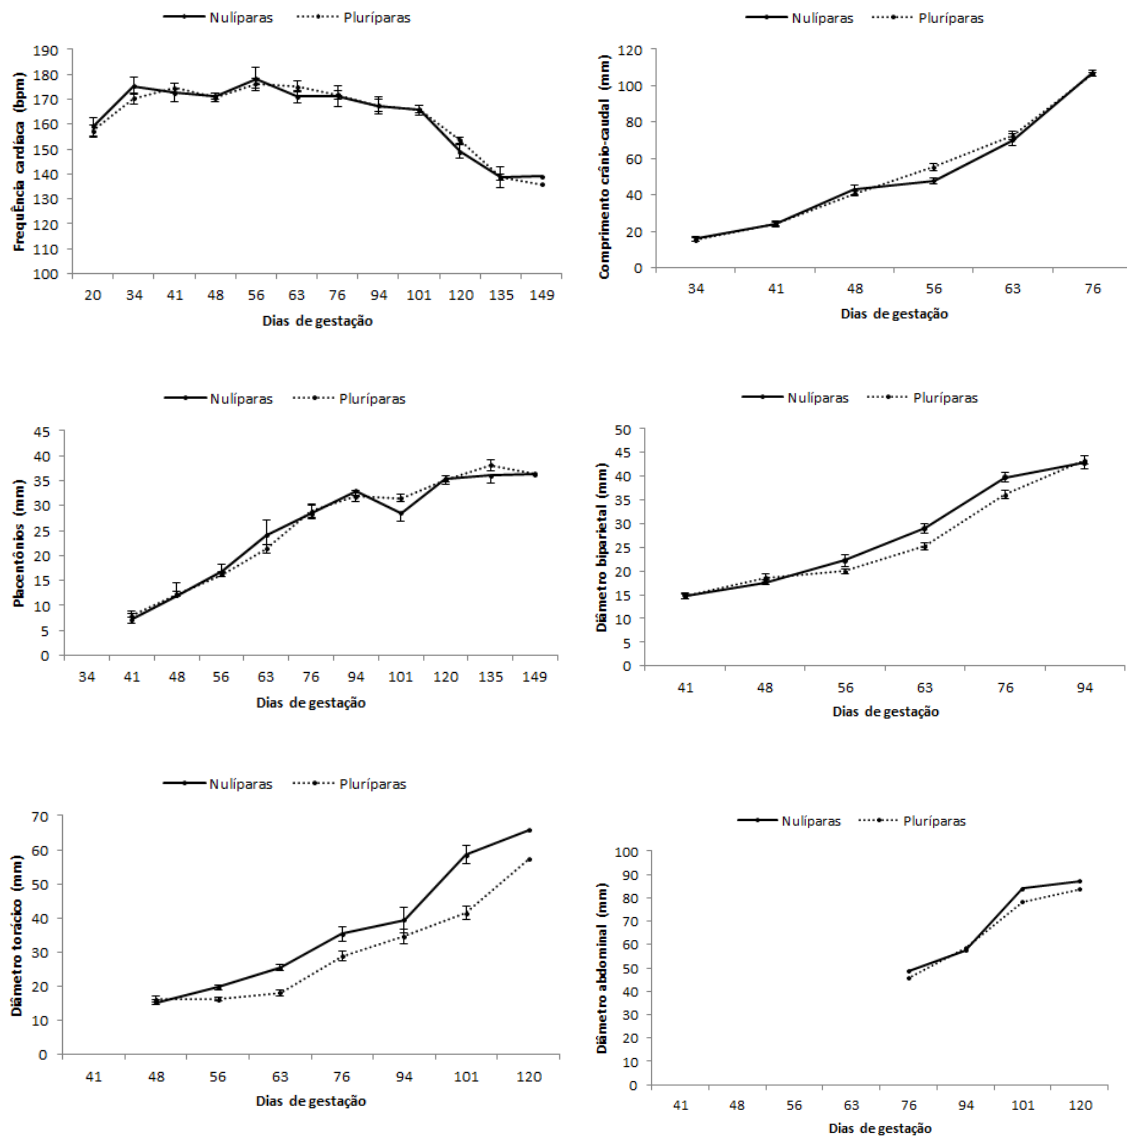 Nulíparas Pluríparas
Frequência cardíaca (bpm)
190
180
170
160
150
140
130
120
110
100
20 34 41 48 56 63 76 94 101 120 135 149
Dias de gestação
Nulíparas Pluríparas
Comprimento crânio-caudal (mm)
120
100
80
60
40
20
0
34 41 48 56 63 76
Dias de gestação
Nulíparas Pluríparas
Placentônios (mm)
45
40
35
30
25
20
15
10
5
0
34 41 48 56 63 76 94 101 120 135 149
Dias de gestação
Nulíparas Pluríparas
Diâmetro biparietal (mm)
50
45
40
35
30
25
20
15
10
5
0
41 48 56 63 76 94
Dias de gestação
Nulíparas Pluríparas
Diâmetro torácico (mm)
70
60
50
40
30
20
10
0
41 48 56 63 76 94 101 120
Dias de gestação
Nulíparas Pluríparas
Diâmetro abdominal (mm)
100
90
80
70
60
50
40
30
20
10
0
41 48 56 63 76 94 101 120
Dias de gestação